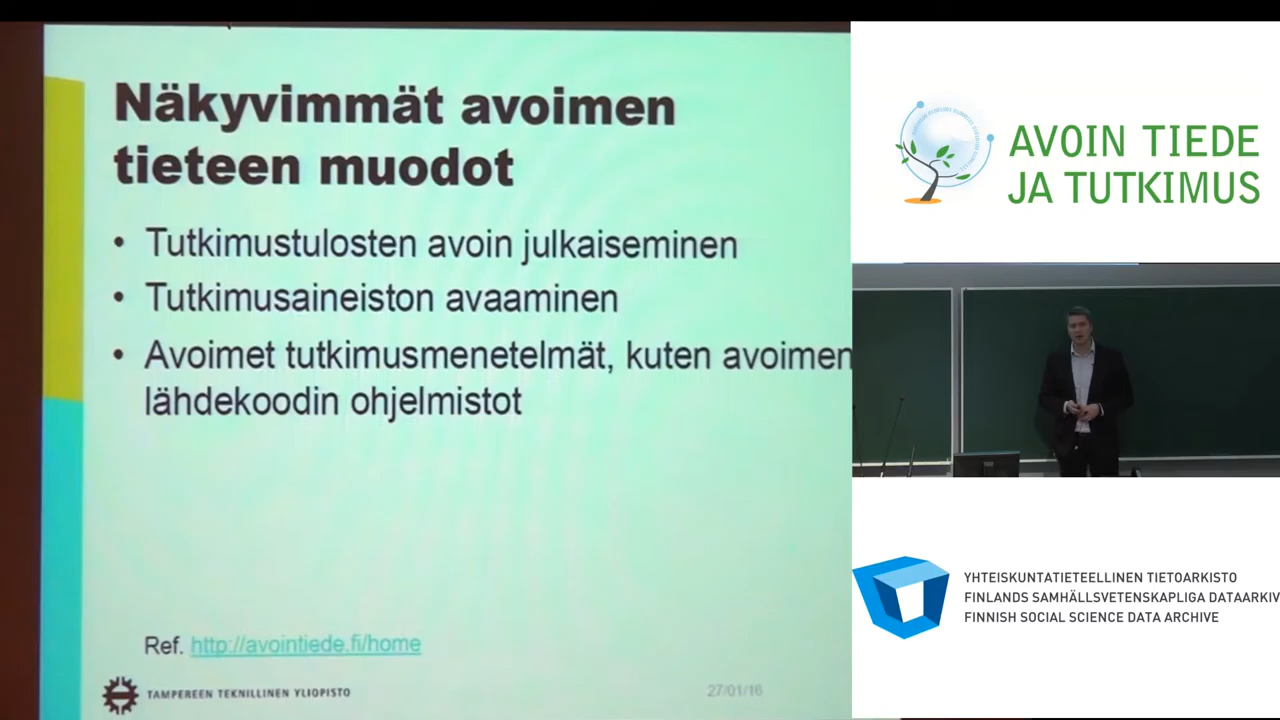 Näkyvimmät avoimen
tieteen muodot
• Tutkimustulosten avoin julkaiseminen
• Tutkimusaineiston avaaminen
• Avoimet tutkimusmenetelmät, kuten avoimen
lähdekoodin ohjelmistot
Ref. http://avointiede.fi/home
TAMPEREEN TEKNILLINEN YLIOPISTO
27/01/16
AVOIN TIEDE
JA TUTKIMUS
YHTEISKUNTATIETEELLINEN TIETOARKISTO
FINLANDS SAMHÄLLSVETENSKAPLIGA DATAARKIV
FINNISH SOCIAL SCIENCE DATA ARCHIVE